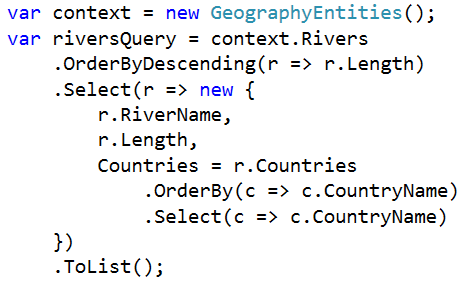 var context = new GeographyEntities();
var riversQuery = context.Rivers
    .OrderByDescending(r => r.Length)
    .Select(r => new {
        r.RiverName,
        r.Length,
        Countries = r.Countries
            .OrderBy(c => c.CountryName)
            .Select(c => c.CountryName)
    })
    .ToList();